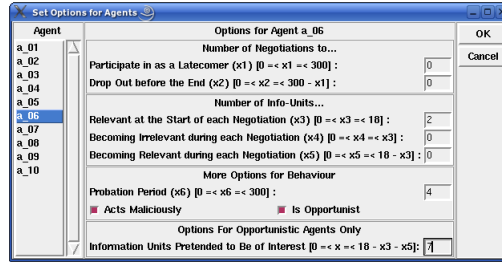 Set Options for Agents
Agent
a_01
a_02
a_03
a_04
a_05
a_06
a_07
a_08
a_09
a_10
Options for Agent a_06
Number of Negotiations to...
Participate in as a Latecomer (x1) [0 =< x1 =< 300] : 0
Drop Out before the End (x2) [0 =< x2 =< 300 - x1] : 0
Number of Info-Units...
Relevant at the Start of each Negotiation (x3) [0 =< x3 =< 18] : 2
Becoming Irrelevant during each Negotiation (x4) [0 =< x4 =< x3] : 0
Becoming Relevant during each Negotiation (x5) [0 =< x5 =< 18 - x3] : 0
More Options for Behaviour
Probation Period (x6) [0 =< x6 =< 300] : 4
Acts Maliciously Is Opportunist
Options For Opportunistic Agents Only
Information Units Pretended to Be of Interest [0 =< x =< 18 - x3 - x5]: 7
OK
Cancel